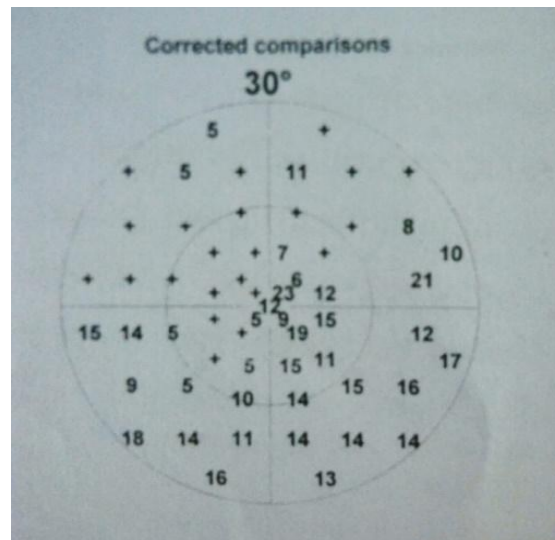 Corrected comparisons
30°
5 +
+ 5 + 11 + +
+ +
+ + + 8
+ + 7 + 10
+ + + + 6 21
+ + 23 12
12
+ 5 9 15
15 14 5 + 19 12
+ 5 15 11 17
9 5 10 14 15 16
18 14 11 14 14 14
16 13